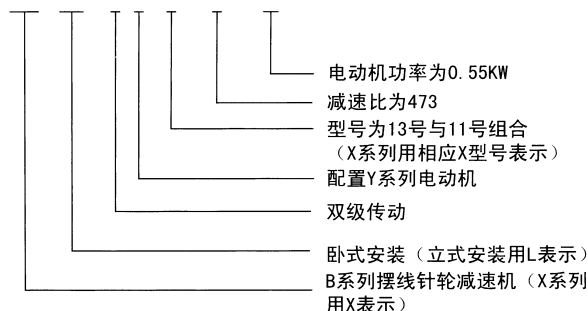 电动机功率为0.55KW
减速比为473
型号为13号与11号组合
（X系列用相应X型号表示）
配置Y系列电动机
双级传动
卧式安装（立式安装用L表示）
B系列摆线针轮减速机（X系列
用X表示）